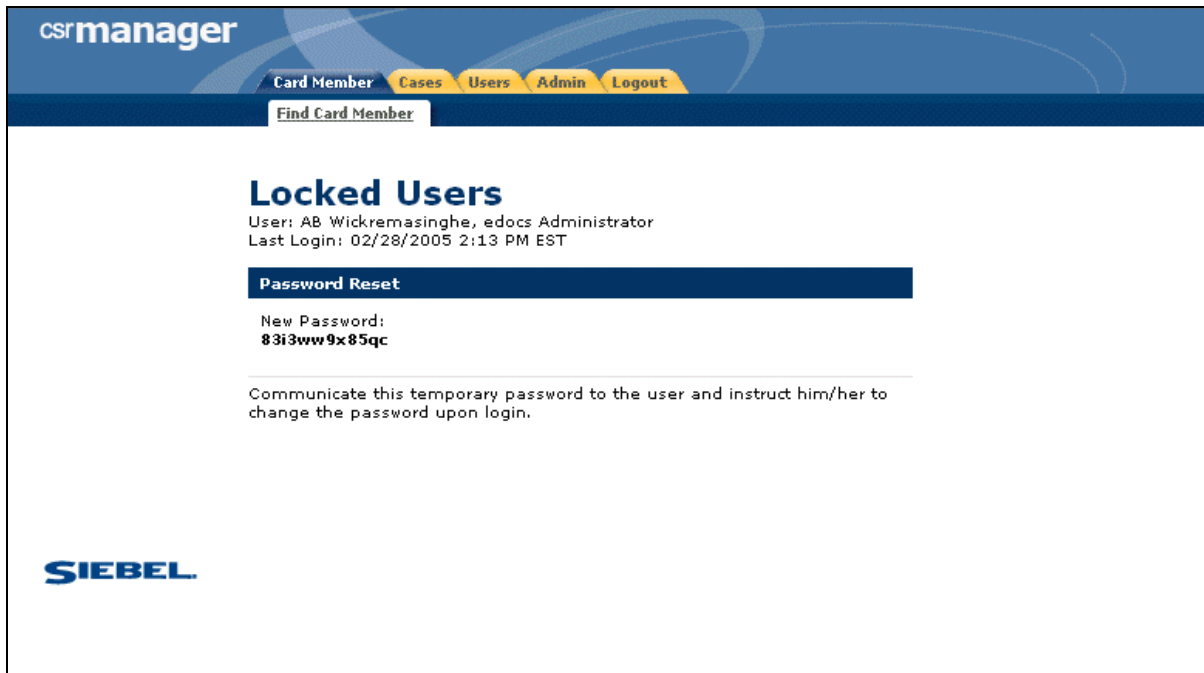 csrmanager
Card Member Cases Users Admin Logout
Find Card Member
Locked Users
User: AB Wickremasinghe, edocs Administrator
Last Login: 02/28/2005 2:13 PM EST
Password Reset
New Password:
83i3ww9x85qc
Communicate this temporary password to the user and instruct him/her to
change the password upon login.
SIEBEL.